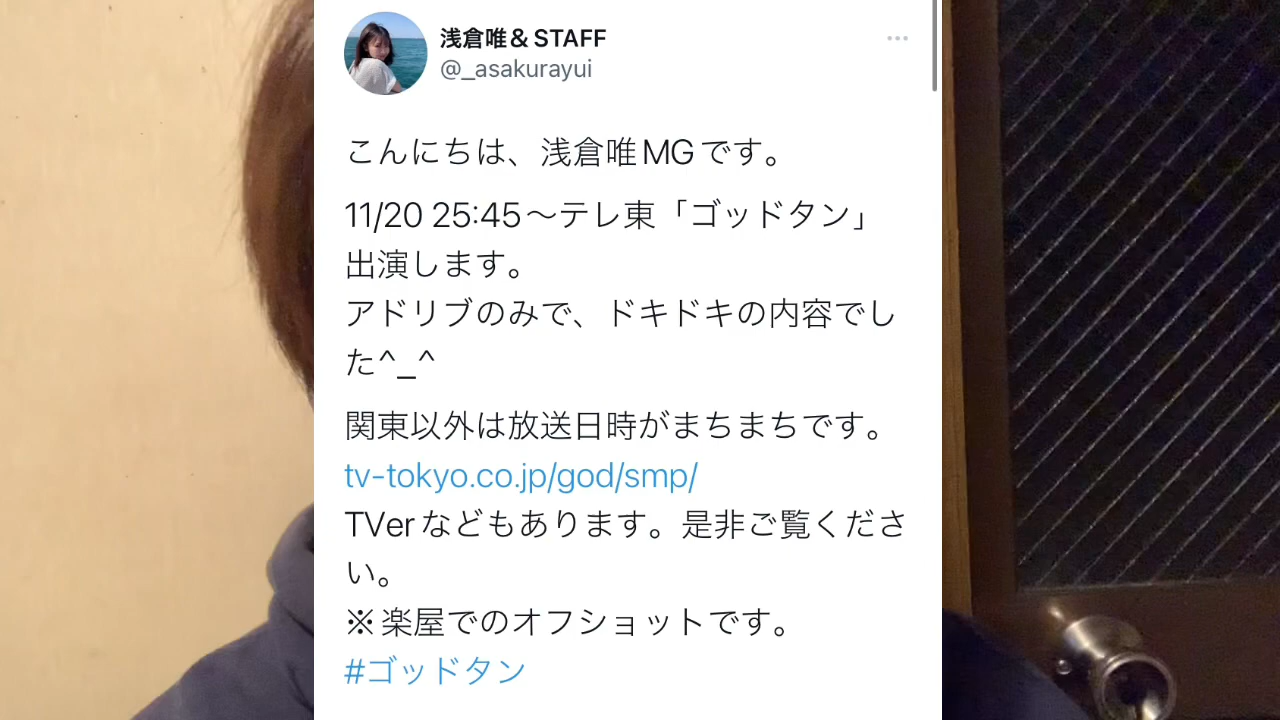 浅倉唯& STAFF
@_asakurayui
こんにちは、浅倉唯MGです。
11/20 25:45〜テレ東「ゴッドタン」
出演します。
アドリブのみで、ドキドキの内容でし
た^_^
関東以外は放送日時がまちまちです。
tv-tokyo.co.jp/god/smp/
TVerなどもあります。是非ご覧くださ
い。
※楽屋でのオフショットです。
#ゴッドタン